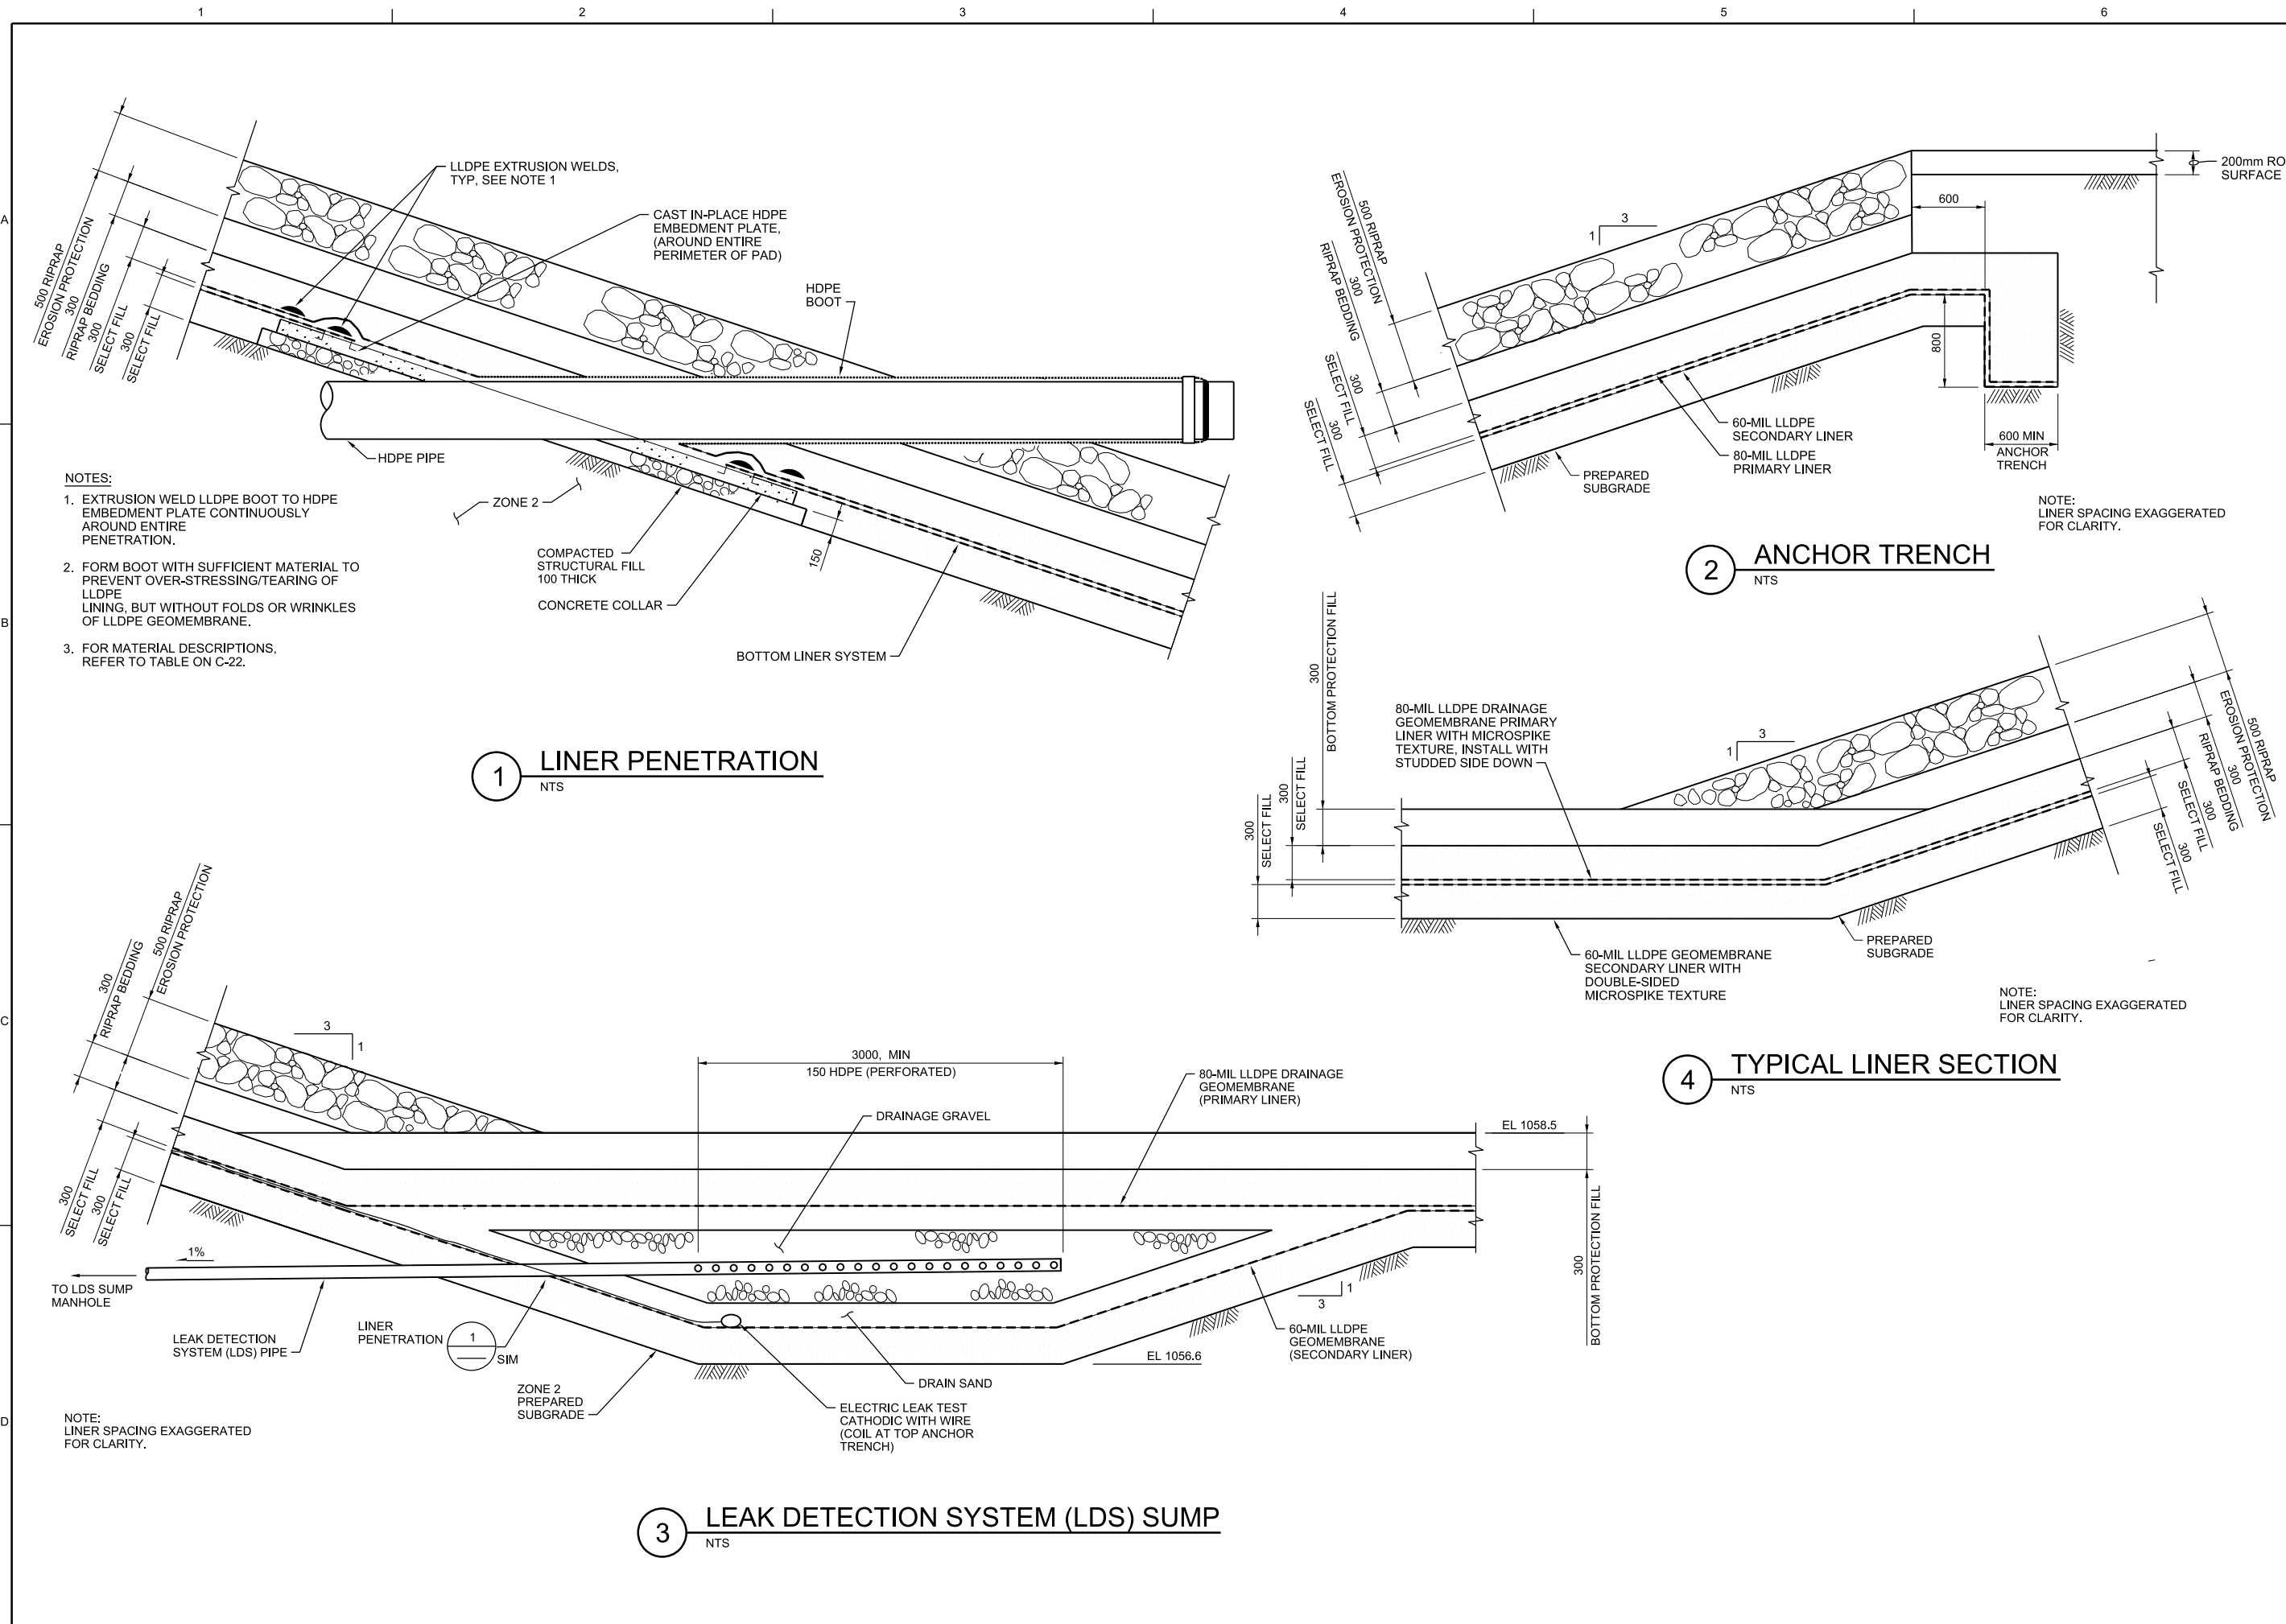 1
2
3
4
5
6
A
B
C
D
500 RIPRAP
EROSION PROTECTION
300
RIPRAP BEDDING
300
SELECT FILL
300
SELECT FILL
LLDPE EXTRUSION WELDS,
TYP, SEE NOTE 1
CAST IN-PLACE HDPE
EMBEDMENT PLATE,
(AROUND ENTIRE
PERIMETER OF PAD)
HDPE
BOOT
HDPE PIPE
ZONE 2
COMPACTED
STRUCTURAL FILL
100 THICK
CONCRETE COLLAR
150
BOTTOM LINER SYSTEM
NOTES:
1. EXTRUSION WELD LLDPE BOOT TO HDPE
EMBEDMENT PLATE CONTINUOUSLY
AROUND ENTIRE
PENETRATION.
2. FORM BOOT WITH SUFFICIENT MATERIAL TO
PREVENT OVER-STRESSING/TEARING OF
LLDPE
LINING, BUT WITHOUT FOLDS OR WRINKLES
OF LLDPE GEOMEMBRANE.
3. FOR MATERIAL DESCRIPTIONS,
REFER TO TABLE ON C-22.
1
LINER PENETRATION
NTS
500 RIPRAP
EROSION PROTECTION
300
RIPRAP BEDDING
300
SELECT FILL
300
SELECT FILL
3
1
600
800
200mm RO
SURFACE
60-MIL LLDPE
SECONDARY LINER
80-MIL LLDPE
PRIMARY LINER
PREPARED
SUBGRADE
600 MIN
ANCHOR
TRENCH
NOTE:
LINER SPACING EXAGGERATED
FOR CLARITY.
2
ANCHOR TRENCH
NTS
300
BOTTOM PROTECTION FILL
300
SELECT FILL
300
SELECT FILL
80-MIL LLDPE DRAINAGE
GEOMEMBRANE PRIMARY
LINER WITH MICROSPIKE
TEXTURE, INSTALL WITH
STUDDED SIDE DOWN
3
1
500 RIPRAP
EROSION PROTECTION
300
RIPRAP BEDDING
300
SELECT FILL
300
SELECT FILL
60-MIL LLDPE GEOMEMBRANE
SECONDARY LINER WITH
DOUBLE-SIDED
MICROSPIKE TEXTURE
PREPARED
SUBGRADE
NOTE:
LINER SPACING EXAGGERATED
FOR CLARITY.
4
TYPICAL LINER SECTION
NTS
500 RIPRAP
EROSION PROTECTION
300
RIPRAP BEDDING
300
SELECT FILL
300
SELECT FILL
3
1
3000, MIN
150 HDPE (PERFORATED)
DRAINAGE GRAVEL
80-MIL LLDPE DRAINAGE
GEOMEMBRANE
(PRIMARY LINER)
EL 1058.5
300
BOTTOM PROTECTION FILL
1%
TO LDS SUMP
MANHOLE
LEAK DETECTION
SYSTEM (LDS) PIPE
LINER
PENETRATION
1
SIM
ZONE 2
PREPARED
SUBGRADE
DRAIN SAND
ELECTRIC LEAK TEST
CATHODIC WITH WIRE
(COIL AT TOP ANCHOR
TRENCH)
EL 1056.6
1
3
60-MIL LLDPE
GEOMEMBRANE
(SECONDARY LINER)
NOTE:
LINER SPACING EXAGGERATED
FOR CLARITY.
3
LEAK DETECTION SYSTEM (LDS) SUMP
NTS